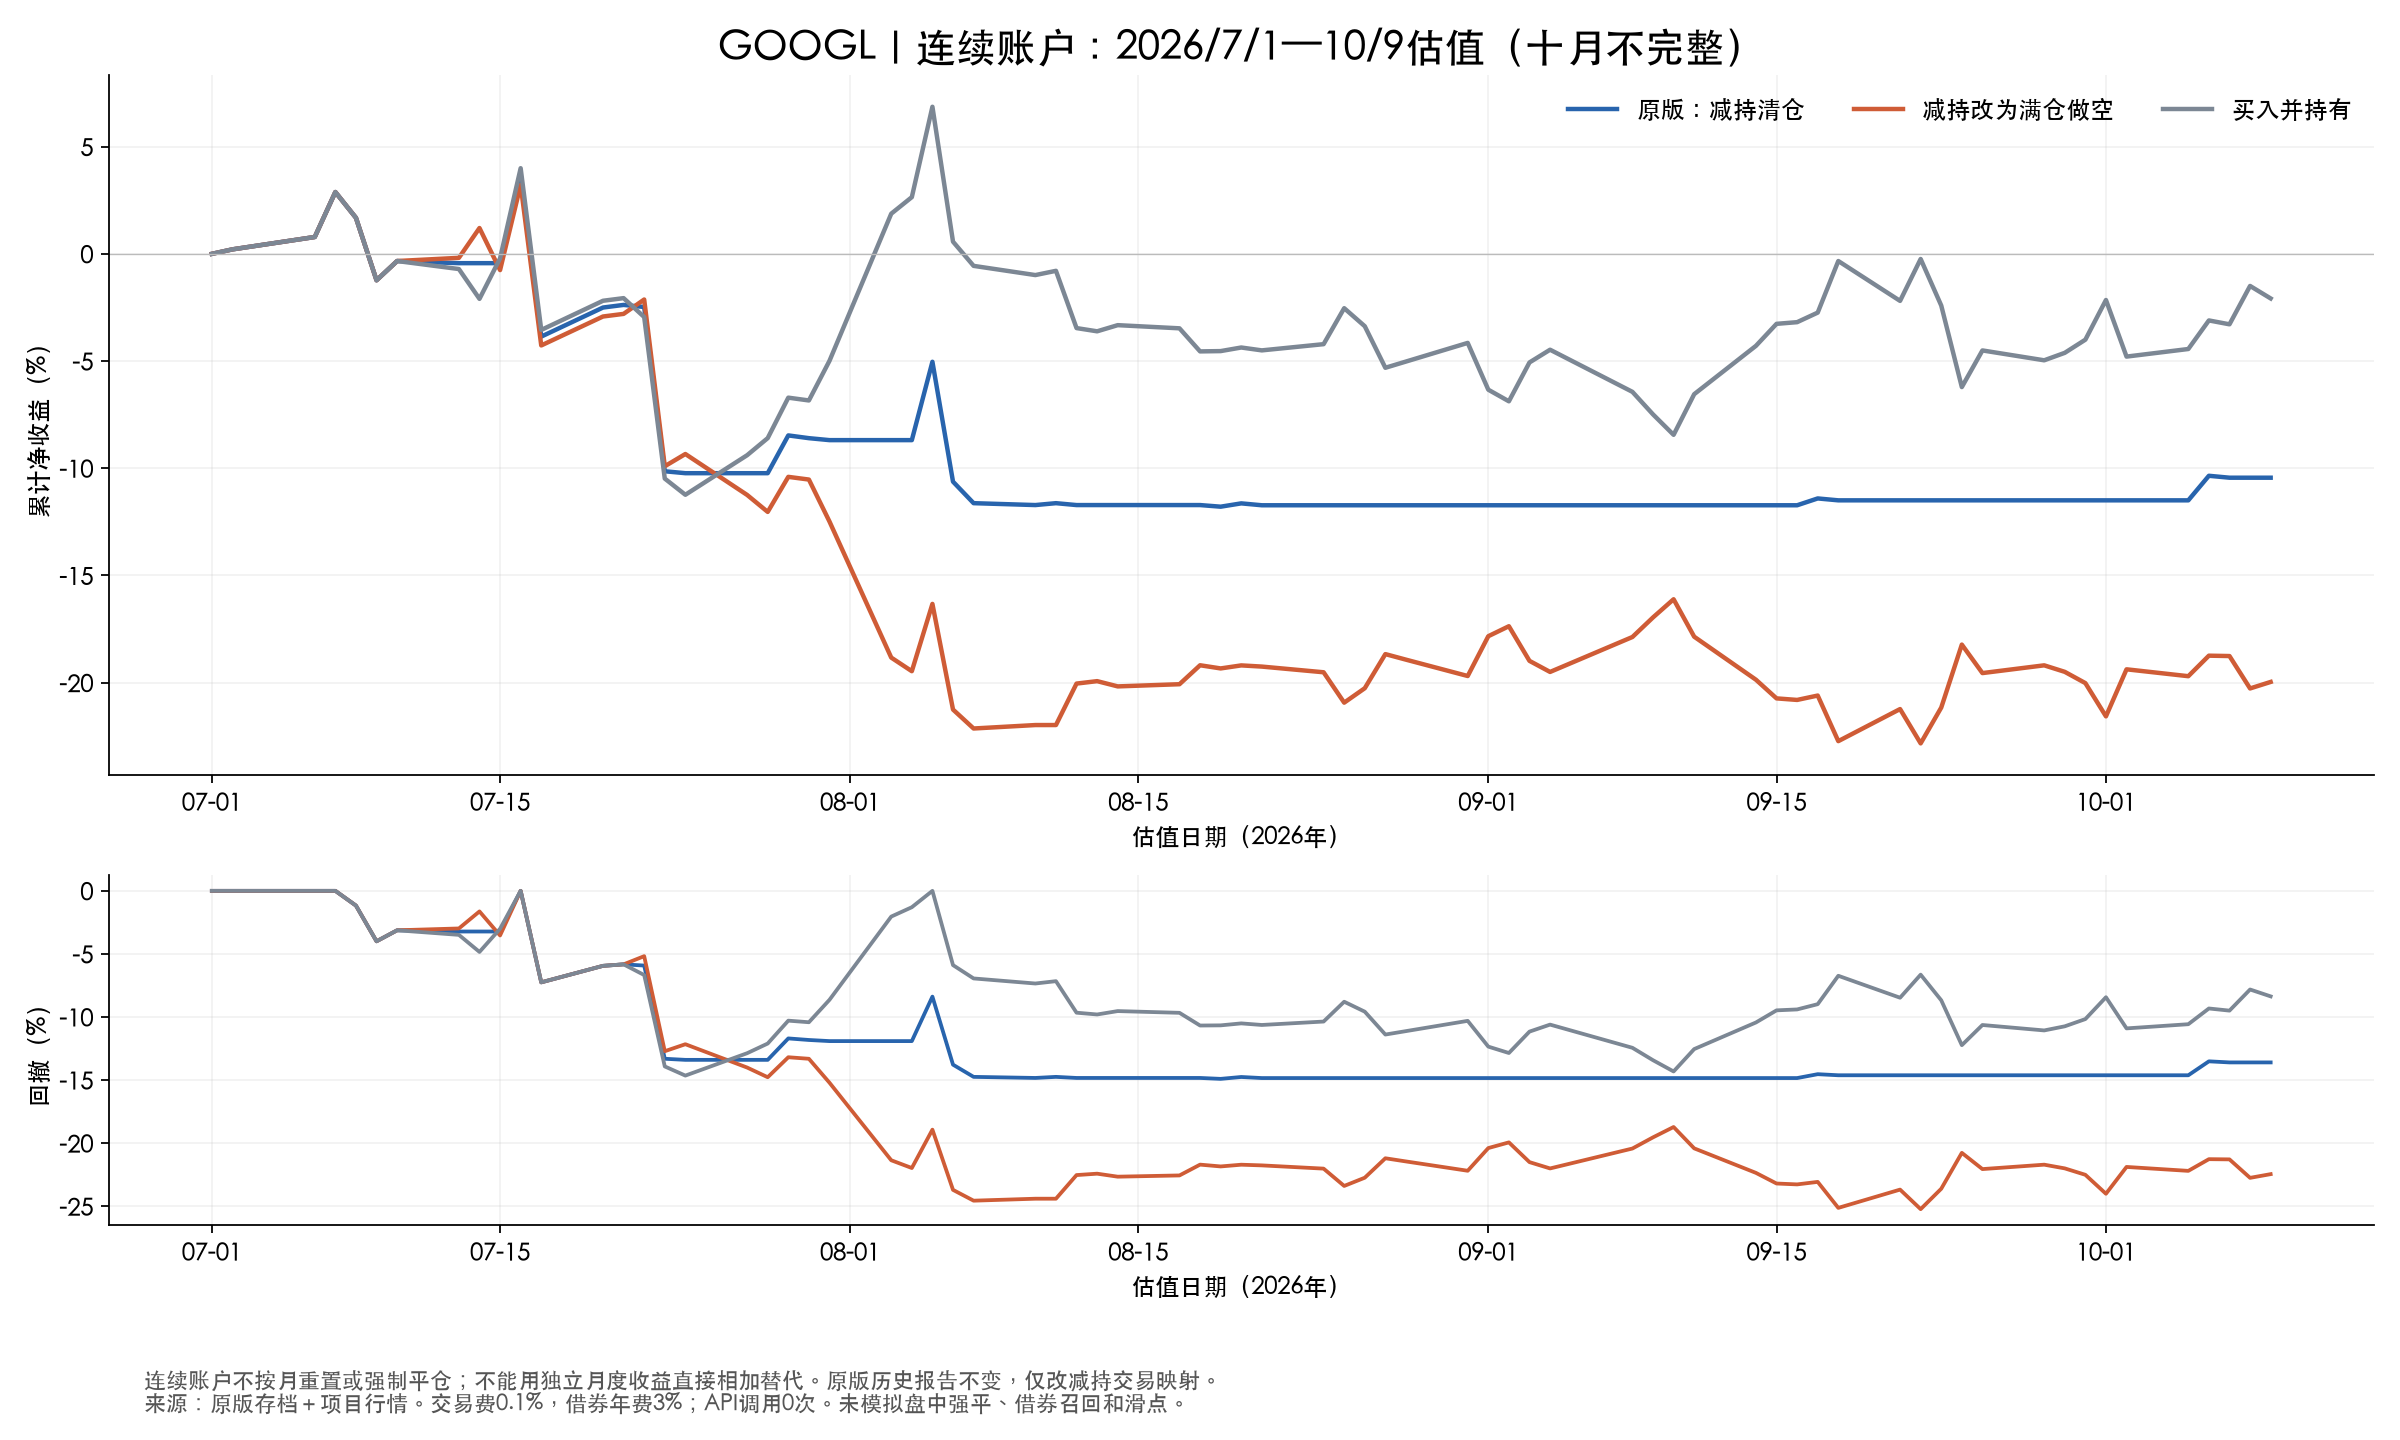 GOOGL | 连续账户：2026/7/1—10/9估值（十月不完整）
原版：减持清仓
减持改为满仓做空
买入并持有
累计净收益（%）
5
0
-5
-10
-15
-20
07-01
07-15
08-01
08-15
09-01
09-15
10-01
估值日期（2026年）
回撤（%）
0
-5
-10
-15
-20
-25
07-01
07-15
08-01
08-15
09-01
09-15
10-01
估值日期（2026年）
连续账户不按月重置或强制平仓；不能用独立月度收益直接相加替代。原版历史报告不变，仅改减持交易映射。
来源：原版存档＋项目行情。交易费0.1%，借券年费3%；API调用0次。未模拟盘中强平、借券召回和滑点。